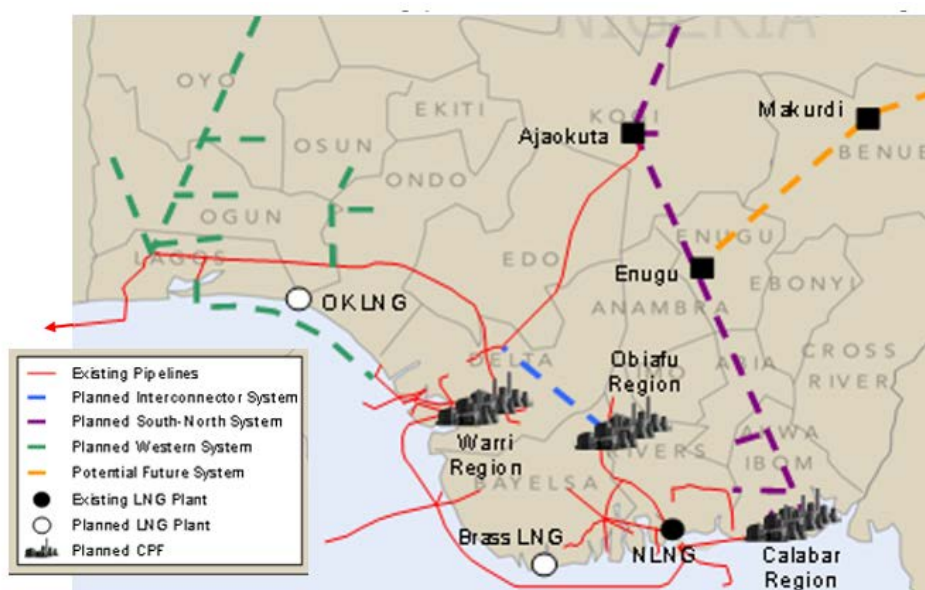 NIGERIA
OYO
EKITI
KOGI
Makurdi
Ajaokuta
OSUN
BENUE
ONDO
OGUN
ENUGU
LAGOS
EDO
Enugu
EBONYI
OKLNG
ANAMBRA
DELTA
Obiafu
Region
IMO
ABIA
CROSS
RIVER
Warri
Region
RIVERS
AKWA
IBOM
BAYELSA
Brass LNG
NLNG
Calabar
Region
Existing Pipelines
Planned Interconnector System
Planned South-North System
Planned Western System
Potential Future System
Existing LNG Plant
Planned LNG Plant
Planned CPF